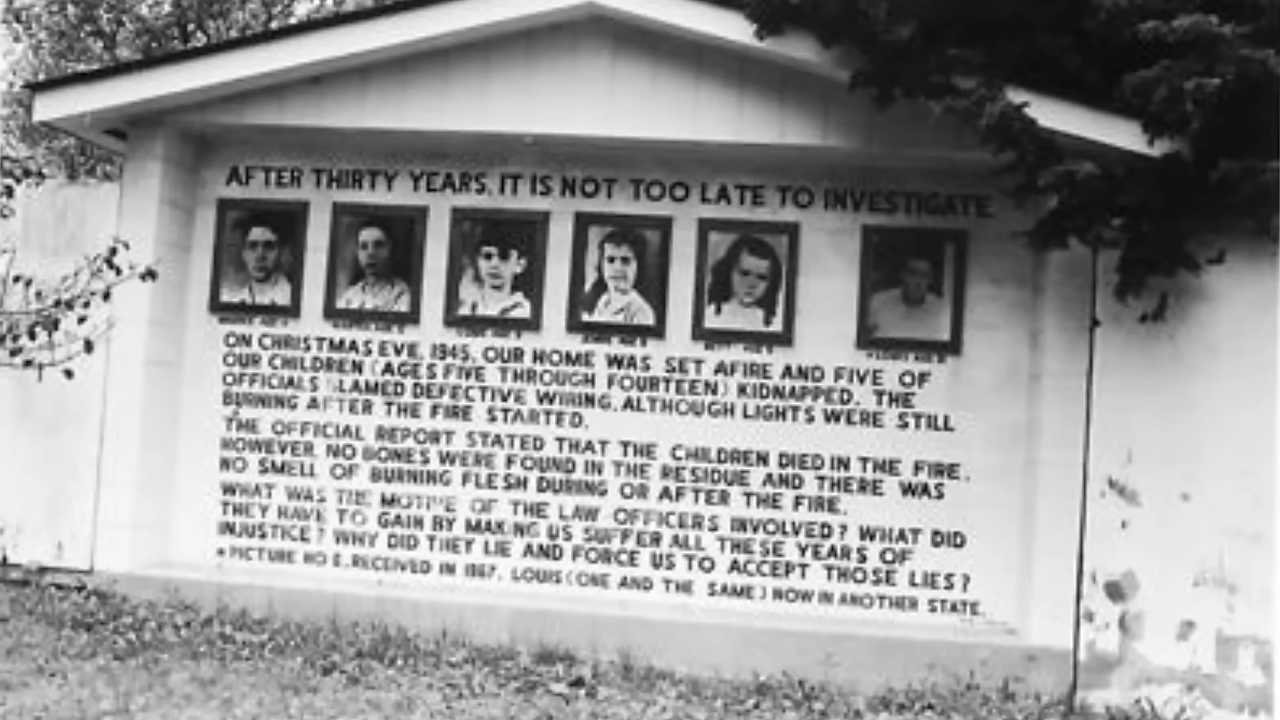 AFTER THIRTY YEARS, IT IS NOT TOO LATE TO INVESTIGATE
ON CHRISTMAS EVE, 1945, OUR HOME WAS SET AFIRE AND FIVE OF
OUR CHILDREN (AGES FIVE THROUGH FOURTEEN) KIDNAPPED. THE
OFFICIALS BLAMED DEFECTIVE WIRING, ALTHOUGH LIGHTS WERE STILL
BURNING AFTER THE FIRE STARTED.
THE OFFICIAL REPORT STATED THAT THE CHILDREN DIED IN THE FIRE.
HOWEVER, NO BONES WERE FOUND IN THE RESIDUE AND THERE WAS
NO SMELL OF BURNING FLESH DURING OR AFTER THE FIRE.
WHAT WAS THE MOTIVE OF THE LAW OFFICERS INVOLVED? WHAT DID
THEY HAVE TO GAIN BY MAKING US SUFFER ALL THESE YEARS OF
INJUSTICE? WHY DID THEY LIE AND FORCE US TO ACCEPT THOSE LIES?
PICTURE NO RECEIVED IN 1967. LOUIS (ONE AND THE SAME) NOW IN ANOTHER STATE.